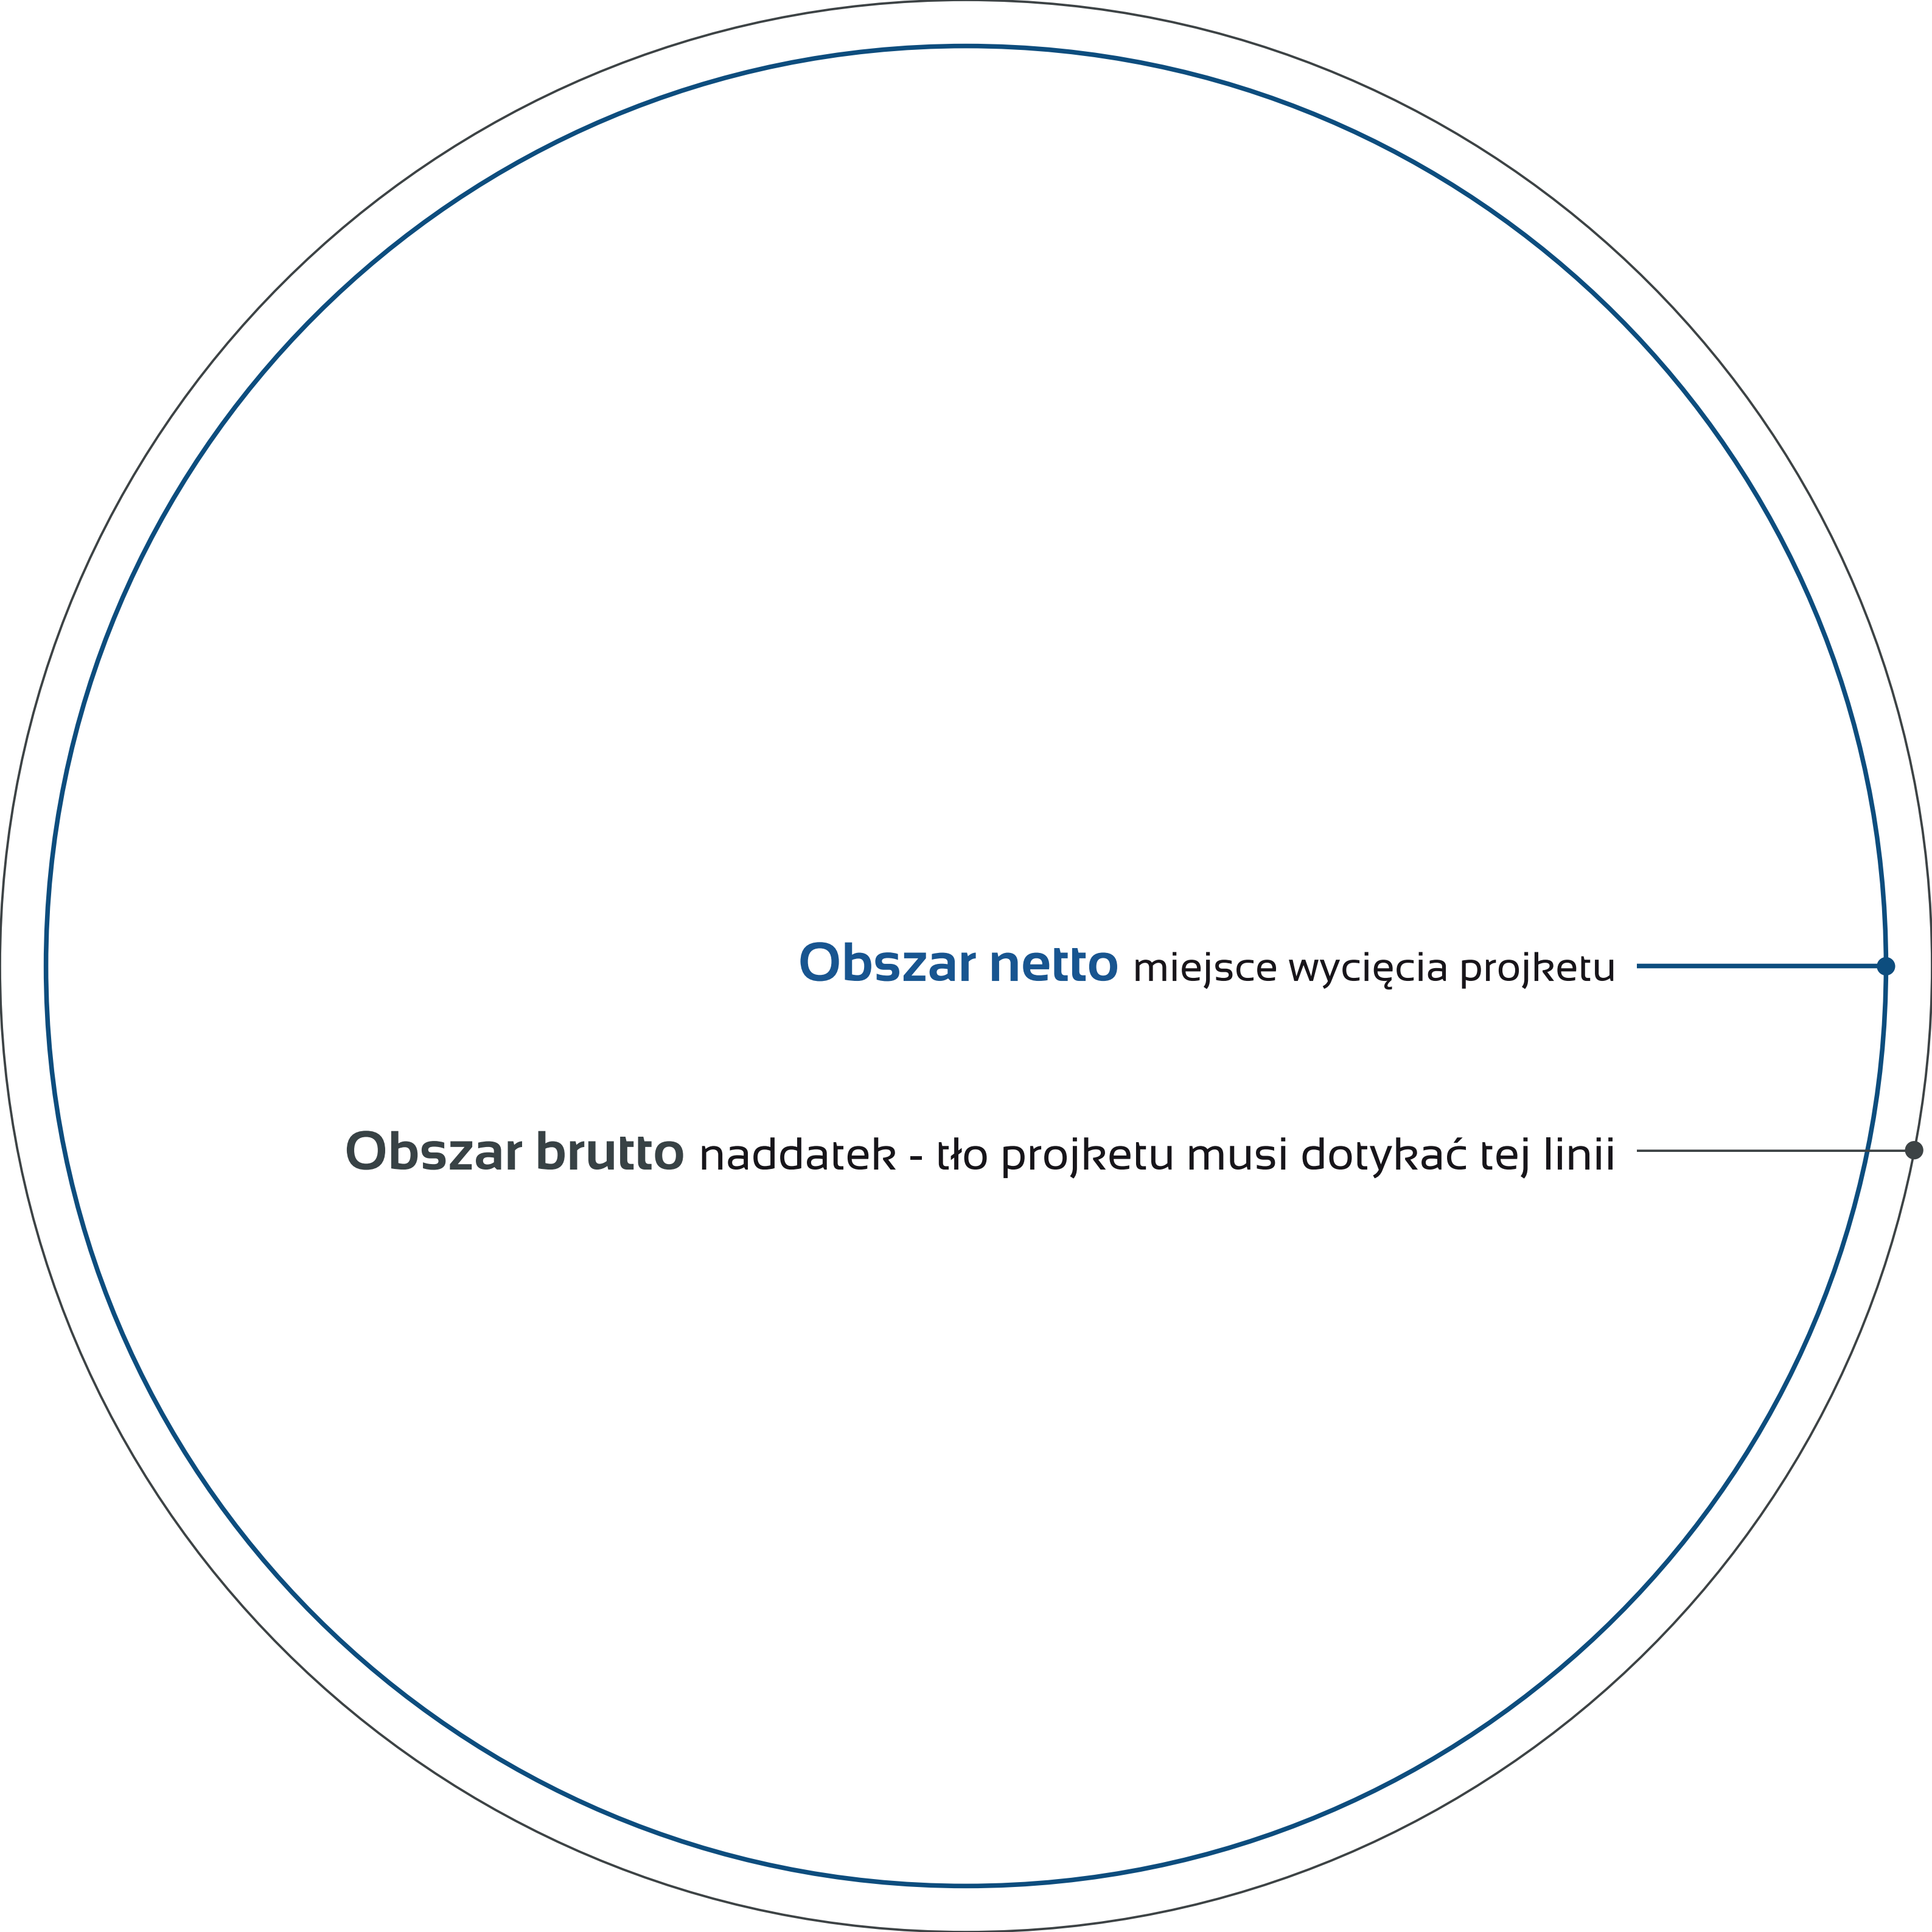 Obszar netto miejsce wycięcia projketu
Obszar brutto naddatek - tło projketu musi dotykać tej linii